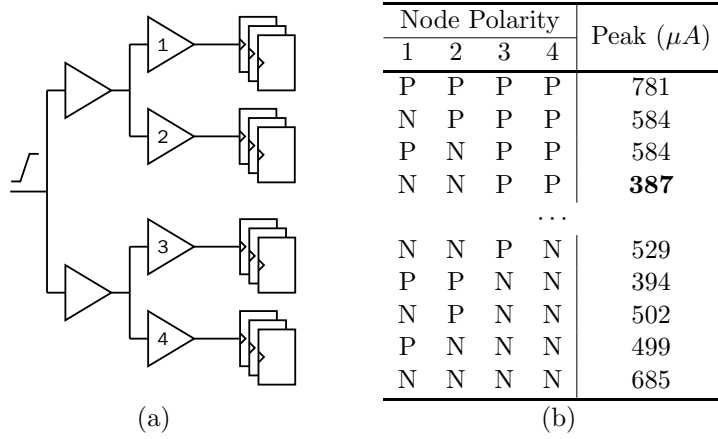 1
2
3
4
(a)
Node Polarity Peak (μA)
1 2 3 4
P P P P 781
N P P P 584
P N P P 584
N N P P 387
...
N N P N 529
P P N N 394
N P N N 502
P N N N 499
N N N N 685
(b)